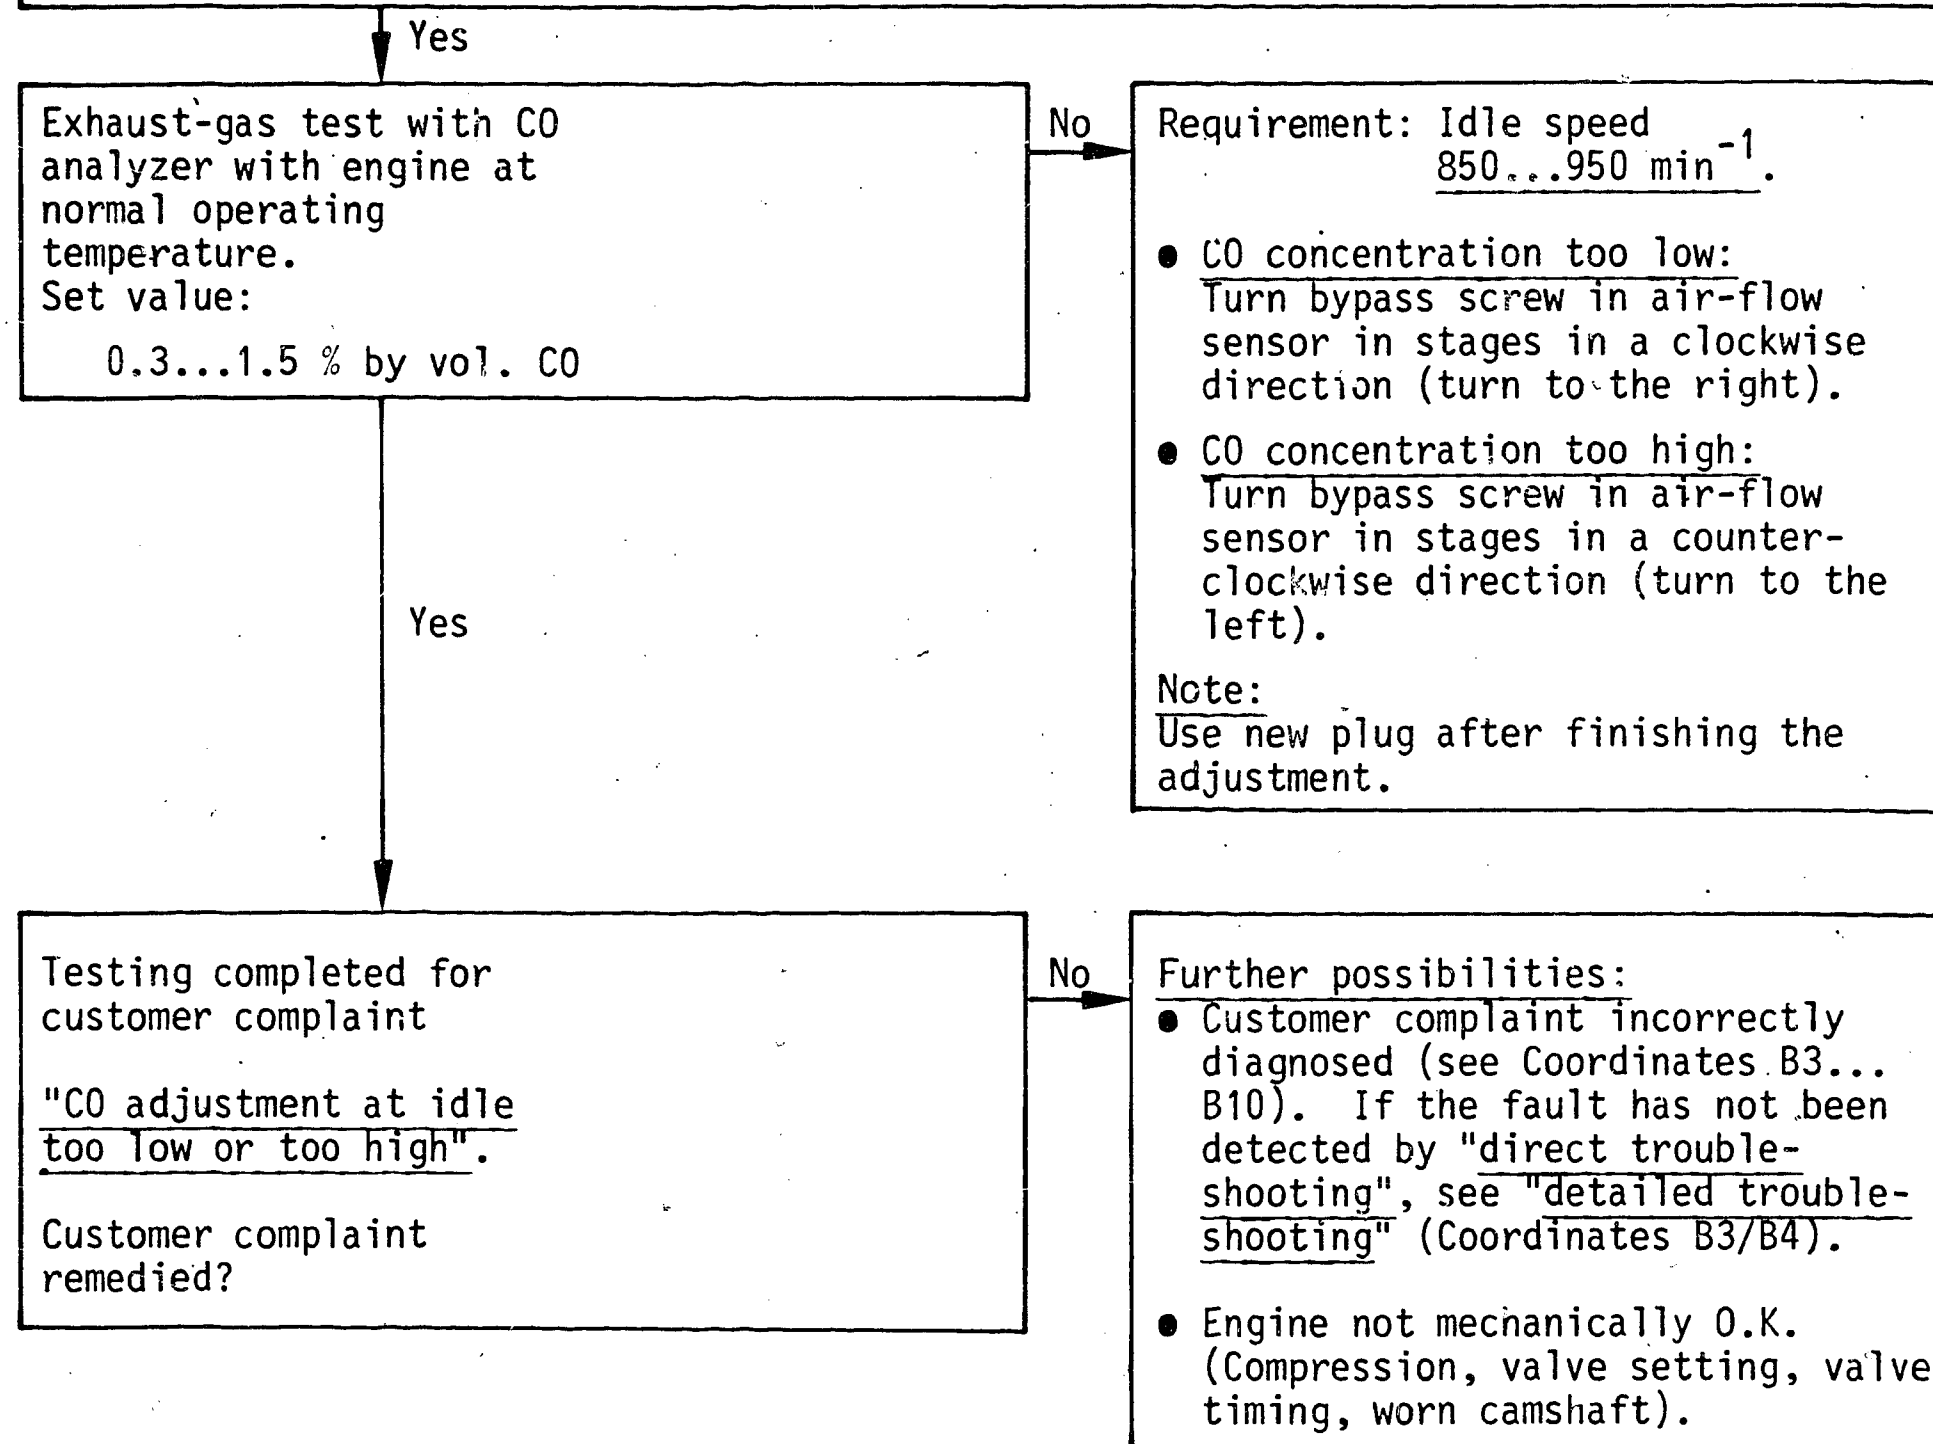 Yes
Exhaust-gas test with CO
analyzer with engine at
normal operating
temperature.
Set value:
0.3...1.5 % by vol. CO
No
Requirement: Idle speed
850...950 min⁻¹.
● CO concentration too low:
Turn bypass screw in air-flow
sensor in stages in a clockwise
direction (turn to the right).
● CO concentration too high:
Turn bypass screw in air-flow
sensor in stages in a counter-
clockwise direction (turn to the
left).
Note:
Use new plug after finishing the
adjustment.
Yes
Testing completed for
customer complaint
"CO adjustment at idle
too low or too high".
Customer complaint
remedied?
No
Further possibilities:
● Customer complaint incorrectly
diagnosed (see Coordinates B3...
B10). If the fault has not been
detected by "direct trouble-
shooting", see "detailed trouble-
shooting" (Coordinates B3/B4).
● Engine not mechanically O.K.
(Compression, valve setting, valve
timing, worn camshaft).